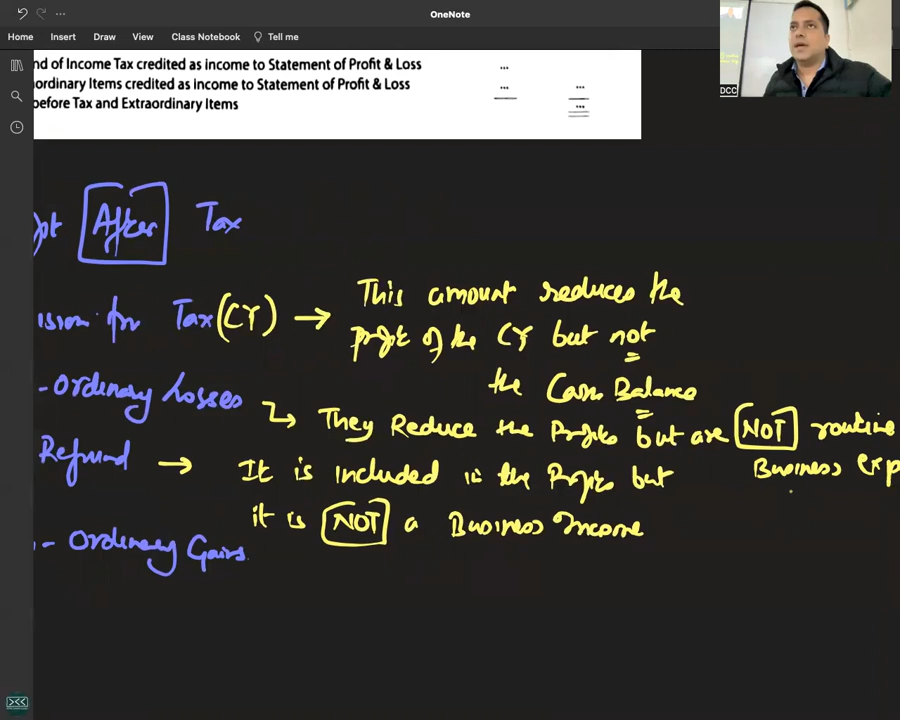 OneNote
Home Insert Draw View Class Notebook Tell me
nd of Income Tax credited as income to Statement of Profit & Loss ...
ordinary Items credited as income to Statement of Profit & Loss ... ...
before Tax and Extraordinary Items ...
DCC
After Tax
ision for Tax (CY) → This amount reduces the
profit of the CY but not
the Cash Balance
-Ordinary Losses → They Reduce the Profits but are NOT routine
Business Exp
Refund → It is included in the Profits but
it is NOT a Business Income
- Ordinary Gains